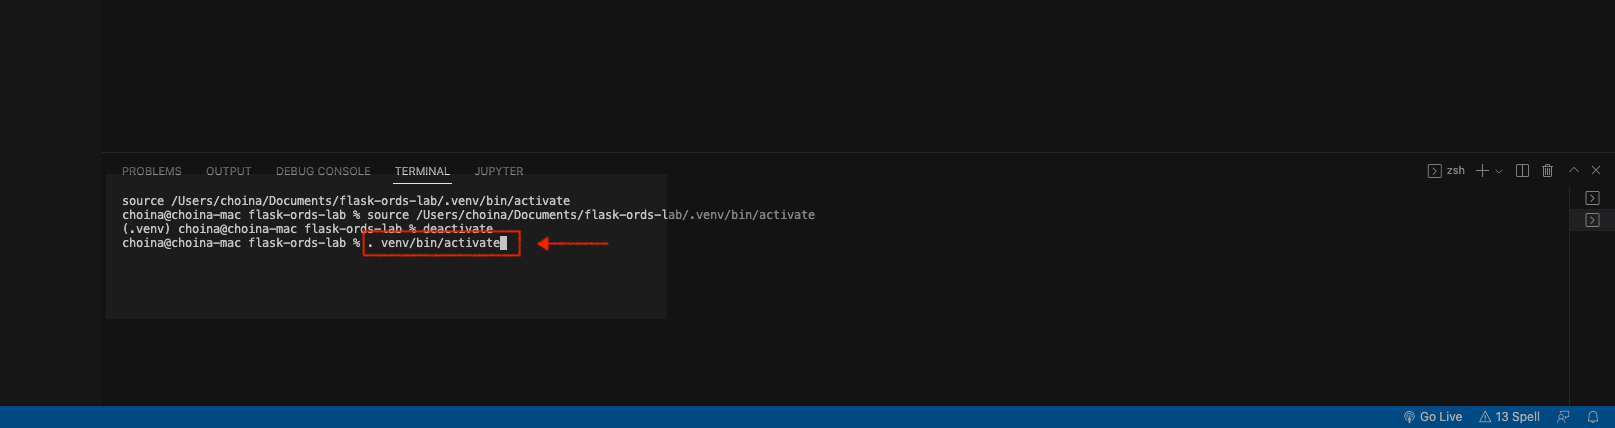 PROBLEMS OUTPUT DEBUG CONSOLE TERMINAL JUPYTER zsh
source /Users/choina/Documents/flask-ords-lab/.venv/bin/activate
choina@choina-mac flask-ords-lab % source /Users/choina/Documents/flask-ords-lab/.venv/bin/activate
(.venv) choina@choina-mac flask-ords-lab % deactivate
choina@choina-mac flask-ords-lab % . venv/bin/activate
Go Live 13 Spell